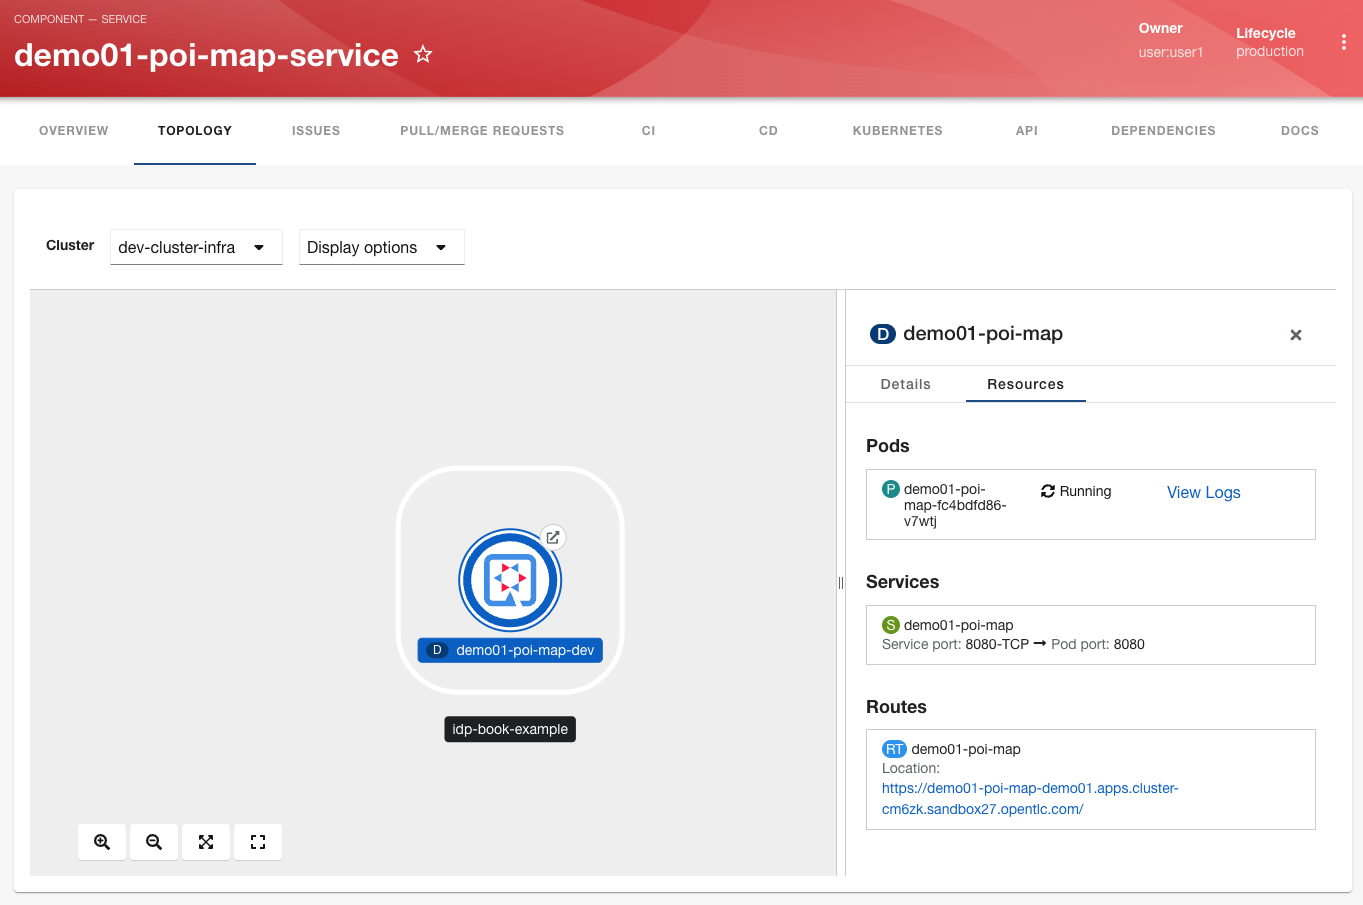 COMPONENT — SERVICE
demo01-poi-map-service
Owner
user:user1
Lifecycle
production
OVERVIEW
TOPOLOGY
ISSUES
PULL/MERGE REQUESTS
CI
CD
KUBERNETES
API
DEPENDENCIES
DOCS
Cluster
dev-cluster-infra
Display options
D demo01-poi-map-dev
idp-book-example
D demo01-poi-map
Details
Resources
Pods
P demo01-poi-
map-fc4bdfd86-
v7wtj
Running
View Logs
Services
S demo01-poi-map
Service port: 8080-TCP → Pod port: 8080
Routes
RT demo01-poi-map
Location:
https://demo01-poi-map-demo01.apps.cluster-
cm6zk.sandbox27.opentlc.com/